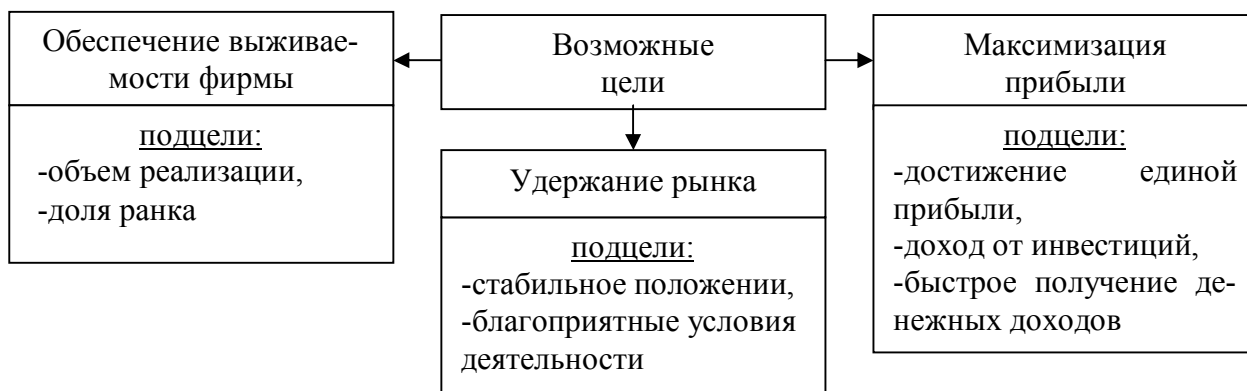 Обеспечение выживае-
мости фирмы
подцели:
-объем реализации,
-доля ранка
Возможные
цели
Удержание рынка
подцели:
-стабильное положении,
-благоприятные условия
деятельности
Максимизация
прибыли
подцели:
-достижение единой
прибыли,
-доход от инвестиций,
-быстрое получение де-
нежных доходов